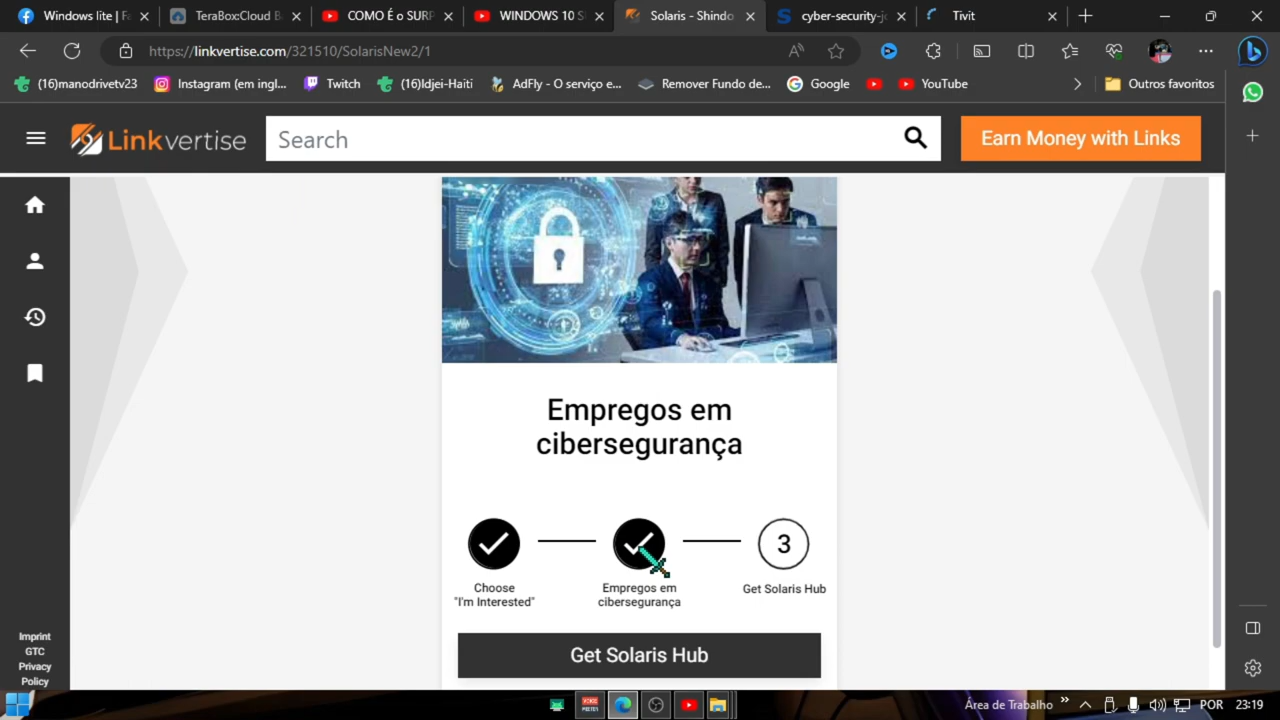 Windows lite | Fa
TeraBox:Cloud B
COMO É o SURP
WINDOWS 10 S
Solaris - Shindo
cyber-security-jo
Tivit
https://linkvertise.com/321510/SolarisNew2/1
(16)manodrivetv23
Instagram (em ingl...
Twitch
(16)ldjei-Haiti
AdFly - O serviço e...
Remover Fundo de...
Google
YouTube
Outros favoritos
Linkvertise
Search
Earn Money with Links
Empregos em
cibersegurança
3
Choose
"I'm Interested"
Empregos em
cibersegurança
Get Solaris Hub
Get Solaris Hub
Imprint
GTC
Privacy
Policy
Área de Trabalho
POR
23:19